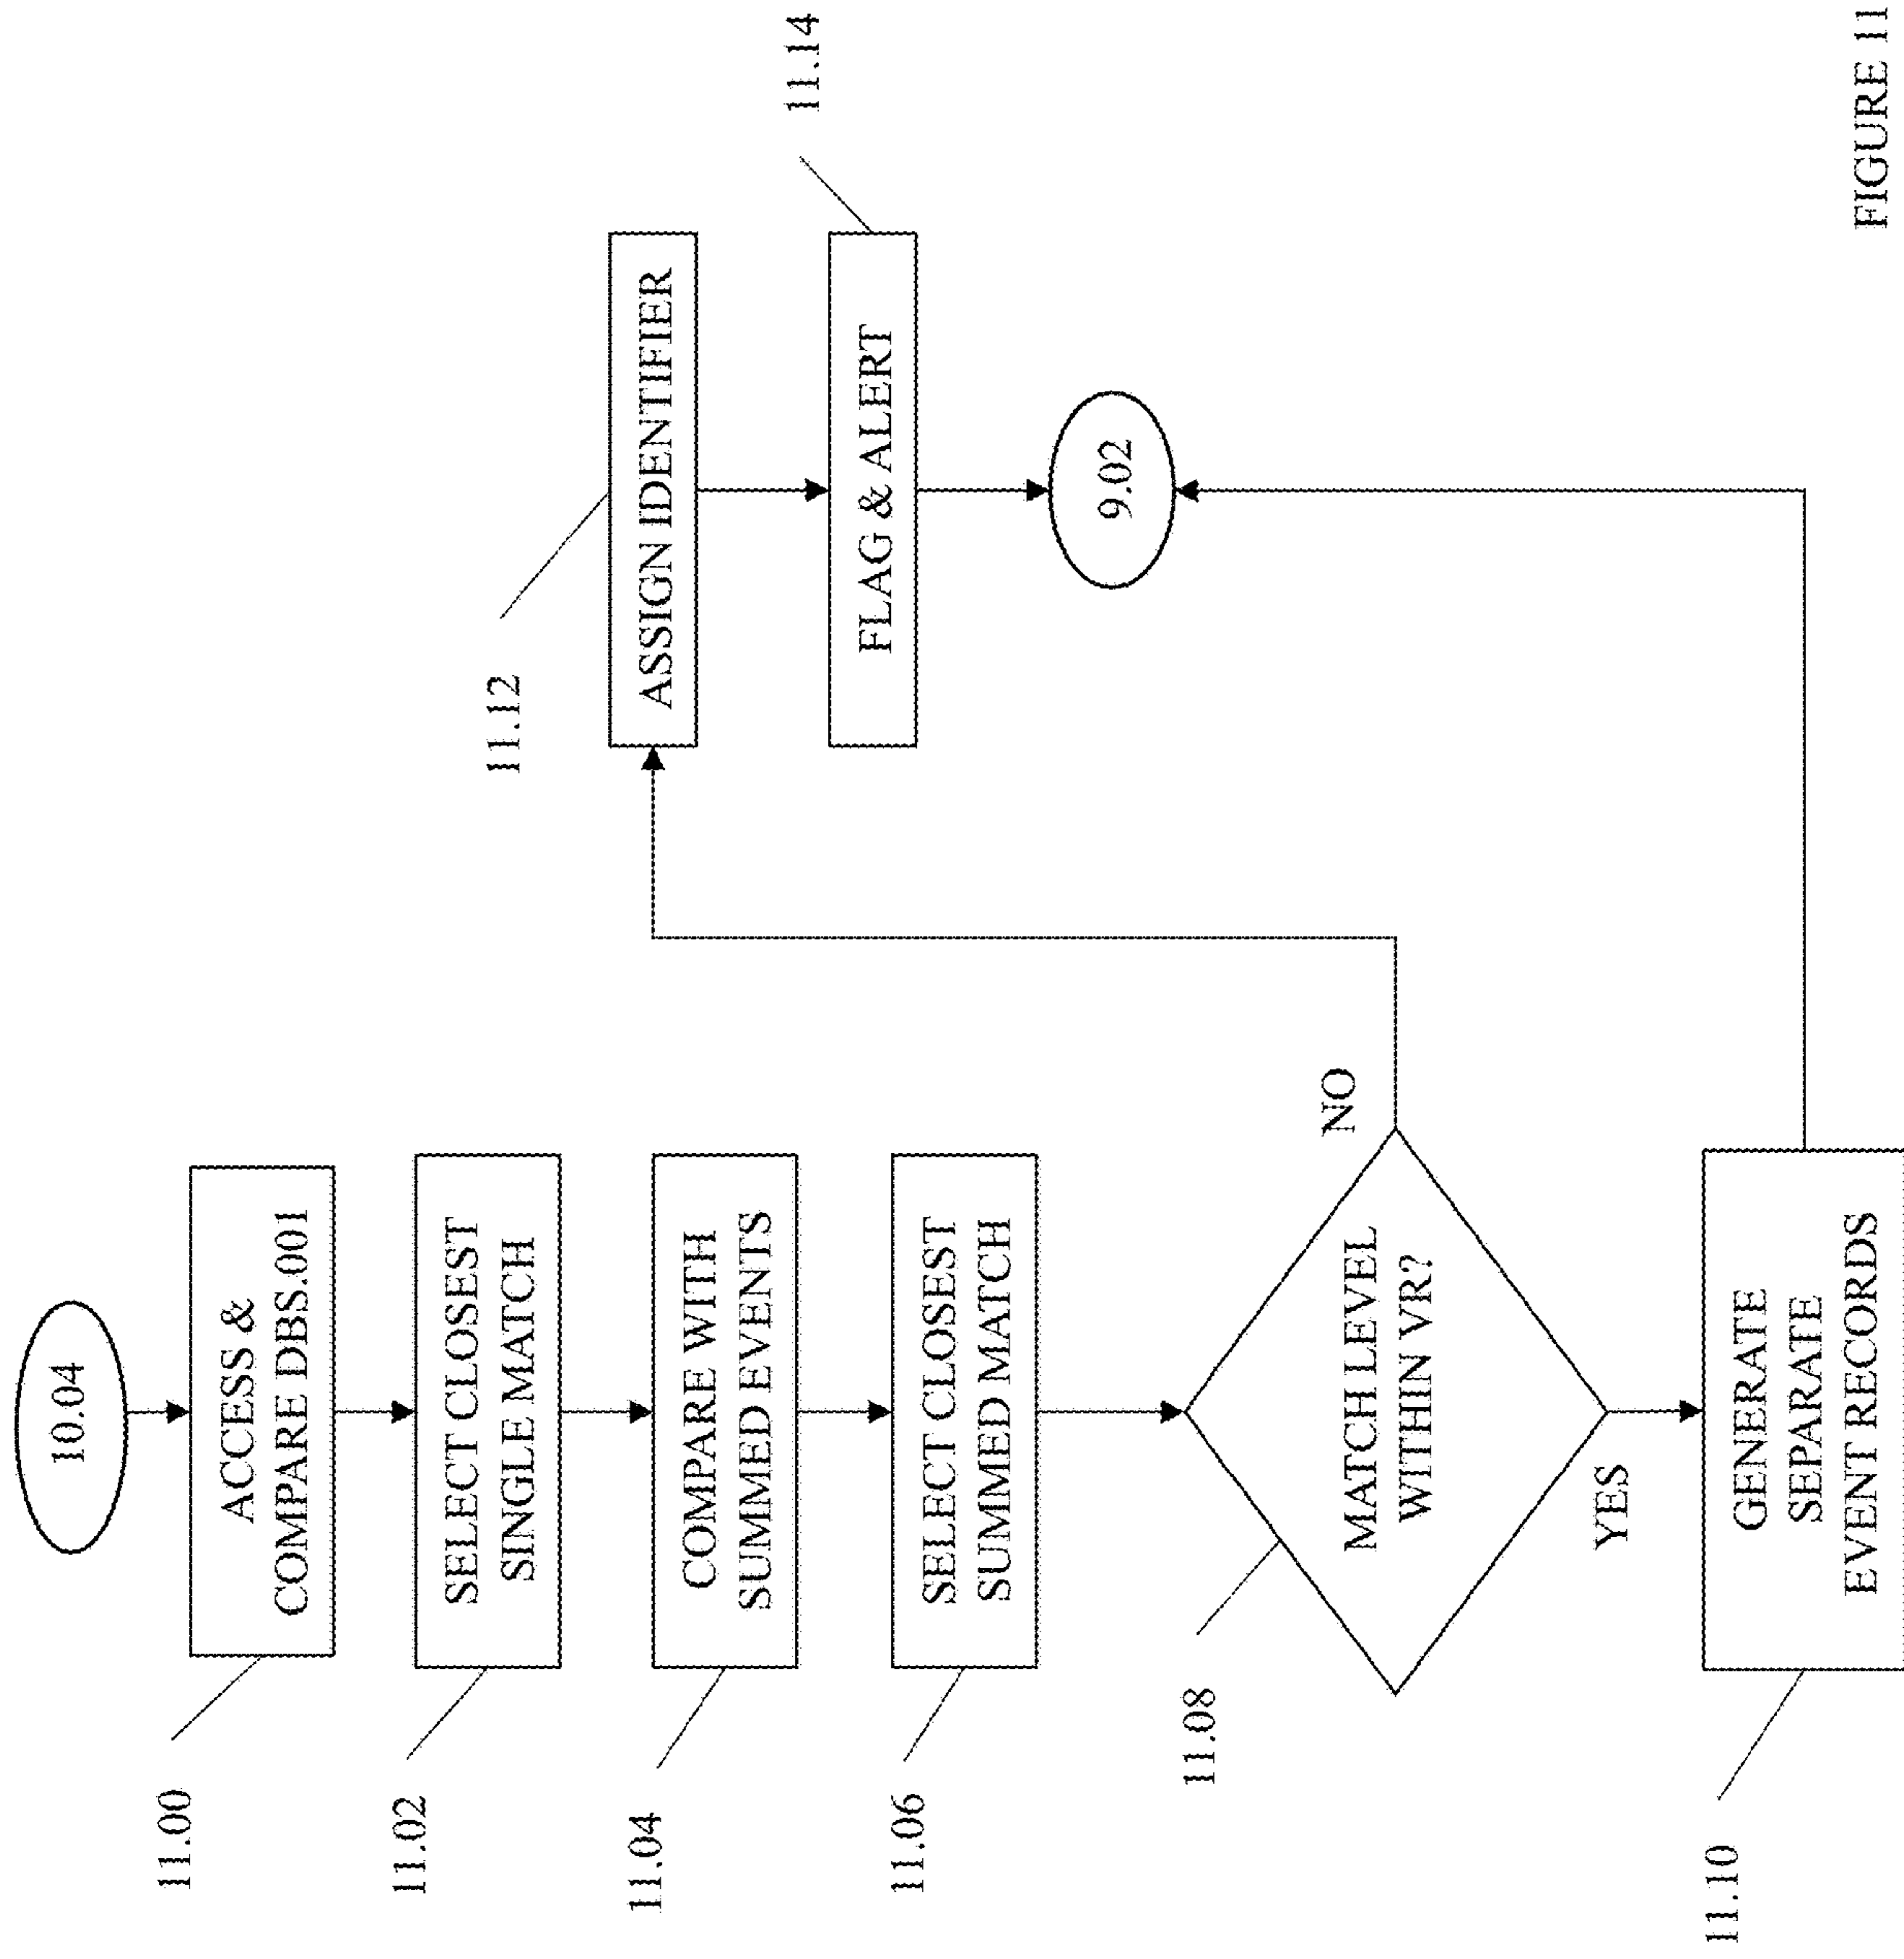 10.04
11.00
ACCESS &
COMPARE DBS.001
11.02
SELECT CLOSEST
SINGLE MATCH
11.04
COMPARE WITH
SUMMED EVENTS
11.06
SELECT CLOSEST
SUMMED MATCH
11.08
MATCH LEVEL
WITHIN VR?
NO
YES
11.10
GENERATE
SEPARATE
EVENT RECORDS
11.12
ASSIGN IDENTIFIER
11.14
FLAG & ALERT
9.02
FIGURE 11